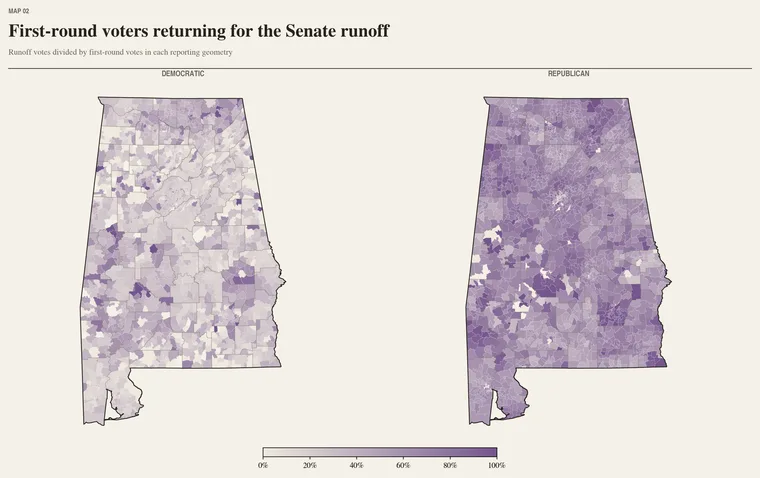 MAP 02
First-round voters returning for the Senate runoff
Runoff votes divided by first-round votes in each reporting geometry
DEMOCRATIC
REPUBLICAN
0% 20% 40% 60% 80% 100%